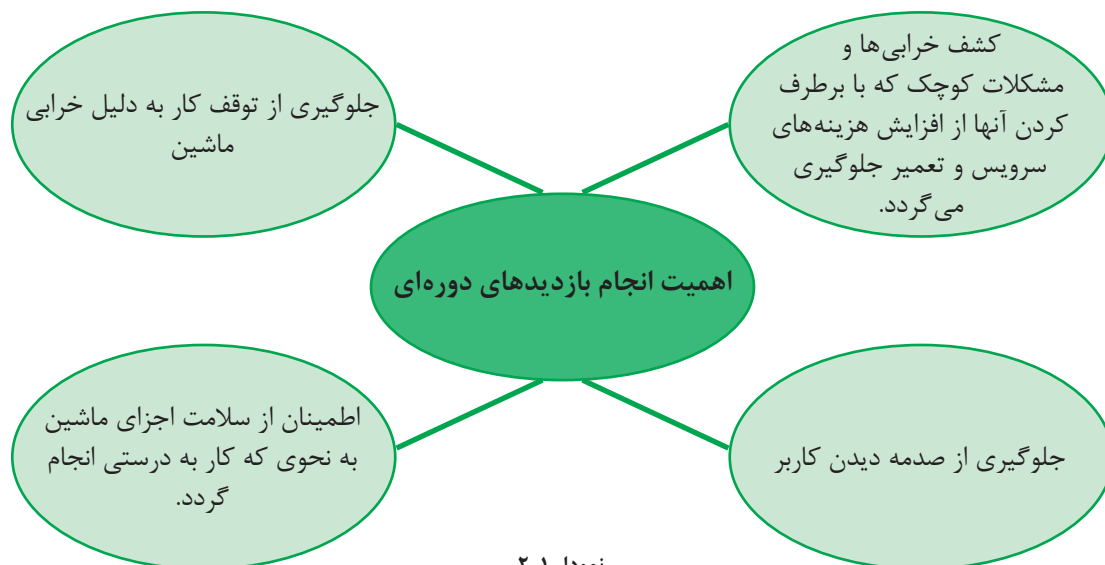 کشف خرابی‌ها و
مشکلات کوچک که با برطرف
کردن آنها از افزایش هزینه‌های
سرویس و تعمیر جلوگیری
می‌گردد.
جلوگیری از توقف کار به دلیل خرابی
ماشین
اهمیت انجام بازدیدهای دوره‌ای
جلوگیری از صدمه دیدن کاربر
اطمینان از سلامت اجزای ماشین
به نحوی که کار به درستی انجام
گردد.
نمودار ۱ـ۲